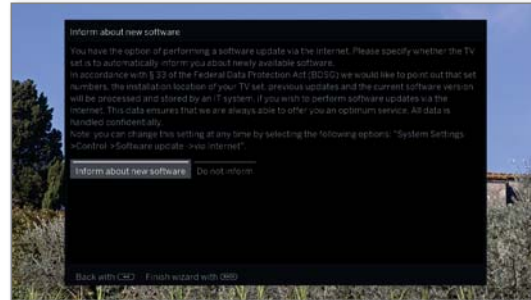 Inform about new software
You have the option of performing a software update via the Internet. Please specify whether the TV
set is to automatically inform you about newly available software.
In accordance with § 33 of the Federal Data Protection Act (BDSG) we would like to point out that set
numbers, the installation location of your TV set, previous updates and the current software version
will be processed and stored by an IT system, if you wish to perform software updates via the
Internet. This data ensures that we are always able to offer you an optimum service. All data is
handled confidentially.
Note: you can change this setting at any time by selecting the following options: "System Settings
>Control >Software update ->via Internet".
Inform about new software Do not inform
Back with Finish wizard with